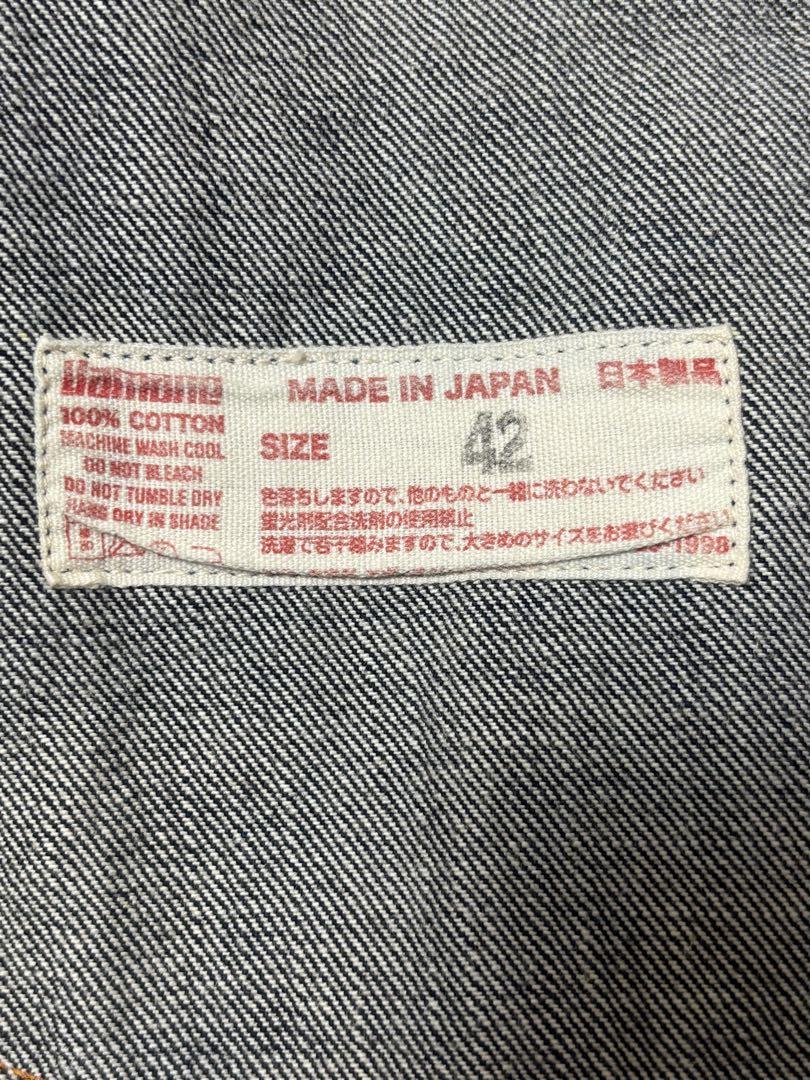 MADE IN JAPAN 日本製品
100% COTTON
MACHINE WASH COOL
DO NOT BLEACH
DO NOT TUMBLE DRY
HANG DRY IN SHADE
SIZE 42
色落ちしますので、他のものと一緒に洗わないでください
蛍光剤配合洗剤の使用禁止
洗濯で若干縮みますので、大きめのサイズをお選びください